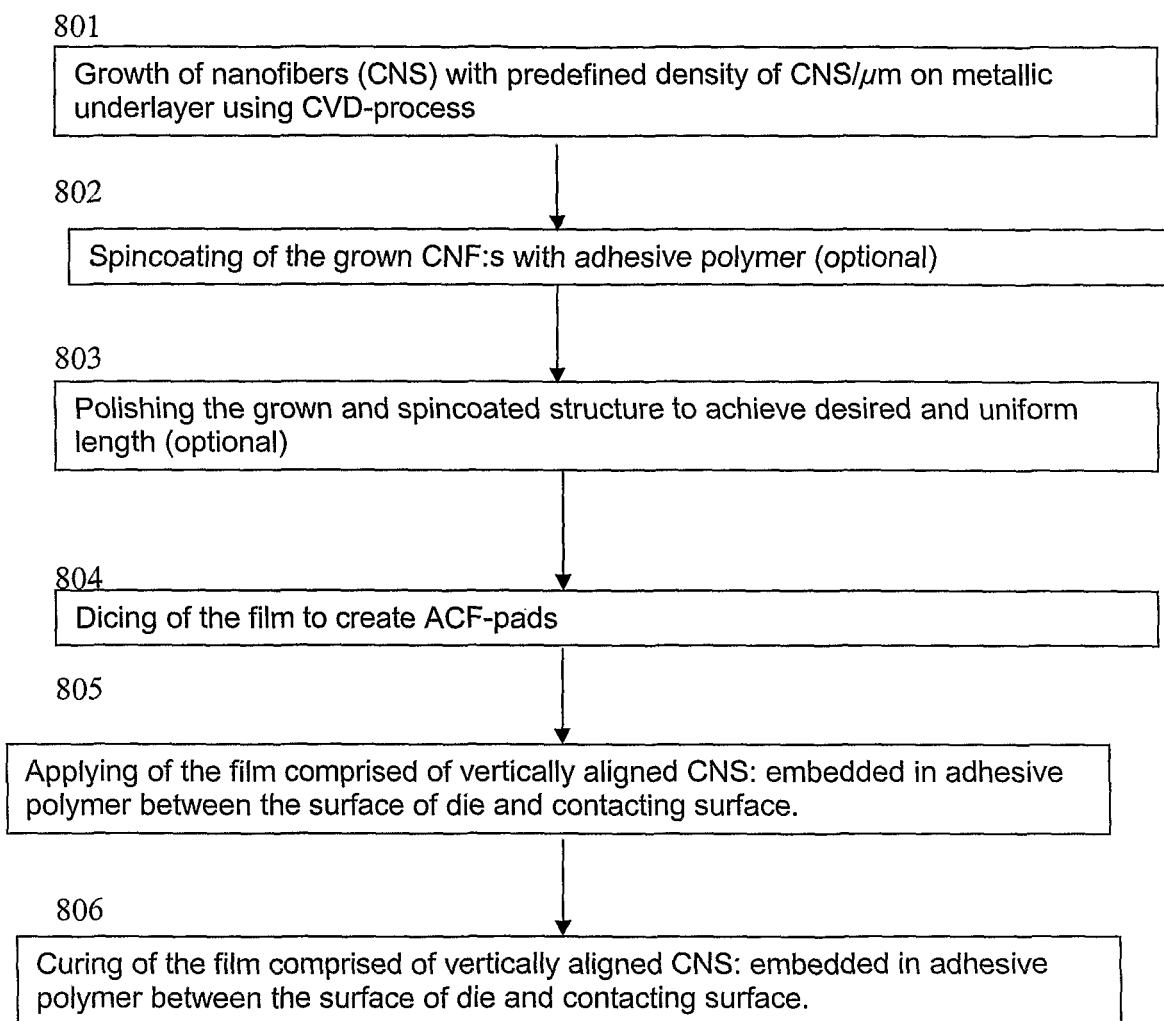 801
Growth of nanofibers (CNS) with predefined density of CNS/μm on metallic
underlayer using CVD-process
802
Spincoating of the grown CNF:s with adhesive polymer (optional)
803
Polishing the grown and spincoated structure to achieve desired and uniform
length (optional)
804
Dicing of the film to create ACF-pads
805
Applying of the film comprised of vertically aligned CNS: embedded in adhesive
polymer between the surface of die and contacting surface.
806
Curing of the film comprised of vertically aligned CNS: embedded in adhesive
polymer between the surface of die and contacting surface.